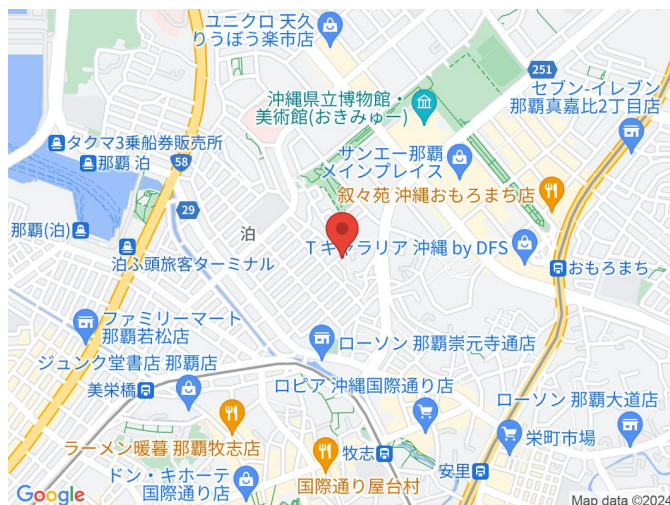 ユニクロ 天久
りうぼう楽市店
251
セブン-イレブン
那覇真嘉比2丁目店
沖縄県立博物館・
美術館(おきみゅー)
タクマ3乗船券販売所
那覇 泊
58
サンエー那覇
メインプレイス
叙々苑 沖縄おもろまち店
29
那覇(泊)
泊
T ギャラリア 沖縄 by DFS
泊ふ頭旅客ターミナル
おもろまち
ファミリーマート
那覇若松店
ローソン 那覇崇元寺通店
ジュンク堂書店 那覇店
美栄橋
ロピア 沖縄国際通り店
ローソン 那覇大道店
ラーメン暖暮 那覇牧志店
栄町市場
牧志
安里
ドン・キホーテ
国際通り店
国際通り屋台村
Google
Map data ©2024